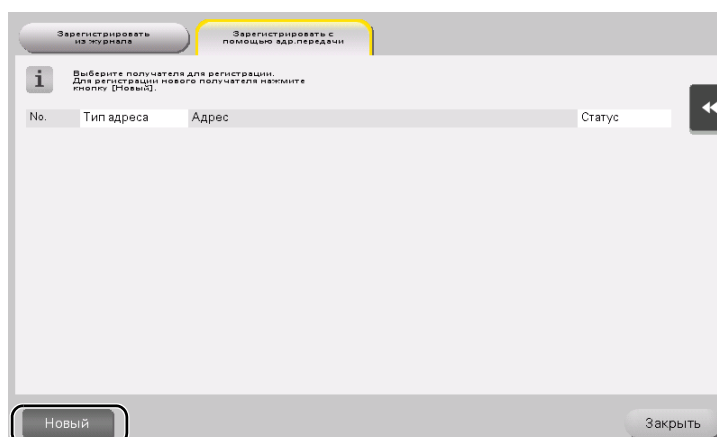 Зарегистрировать
из журнала
Зарегистрировать с
помощью адр.передачи
Выберите получателя для регистрации.
Для регистрации нового получателя нажмите
кнопку [Новый].
No. Тип адреса Адрес Статус
Новый Закрыть